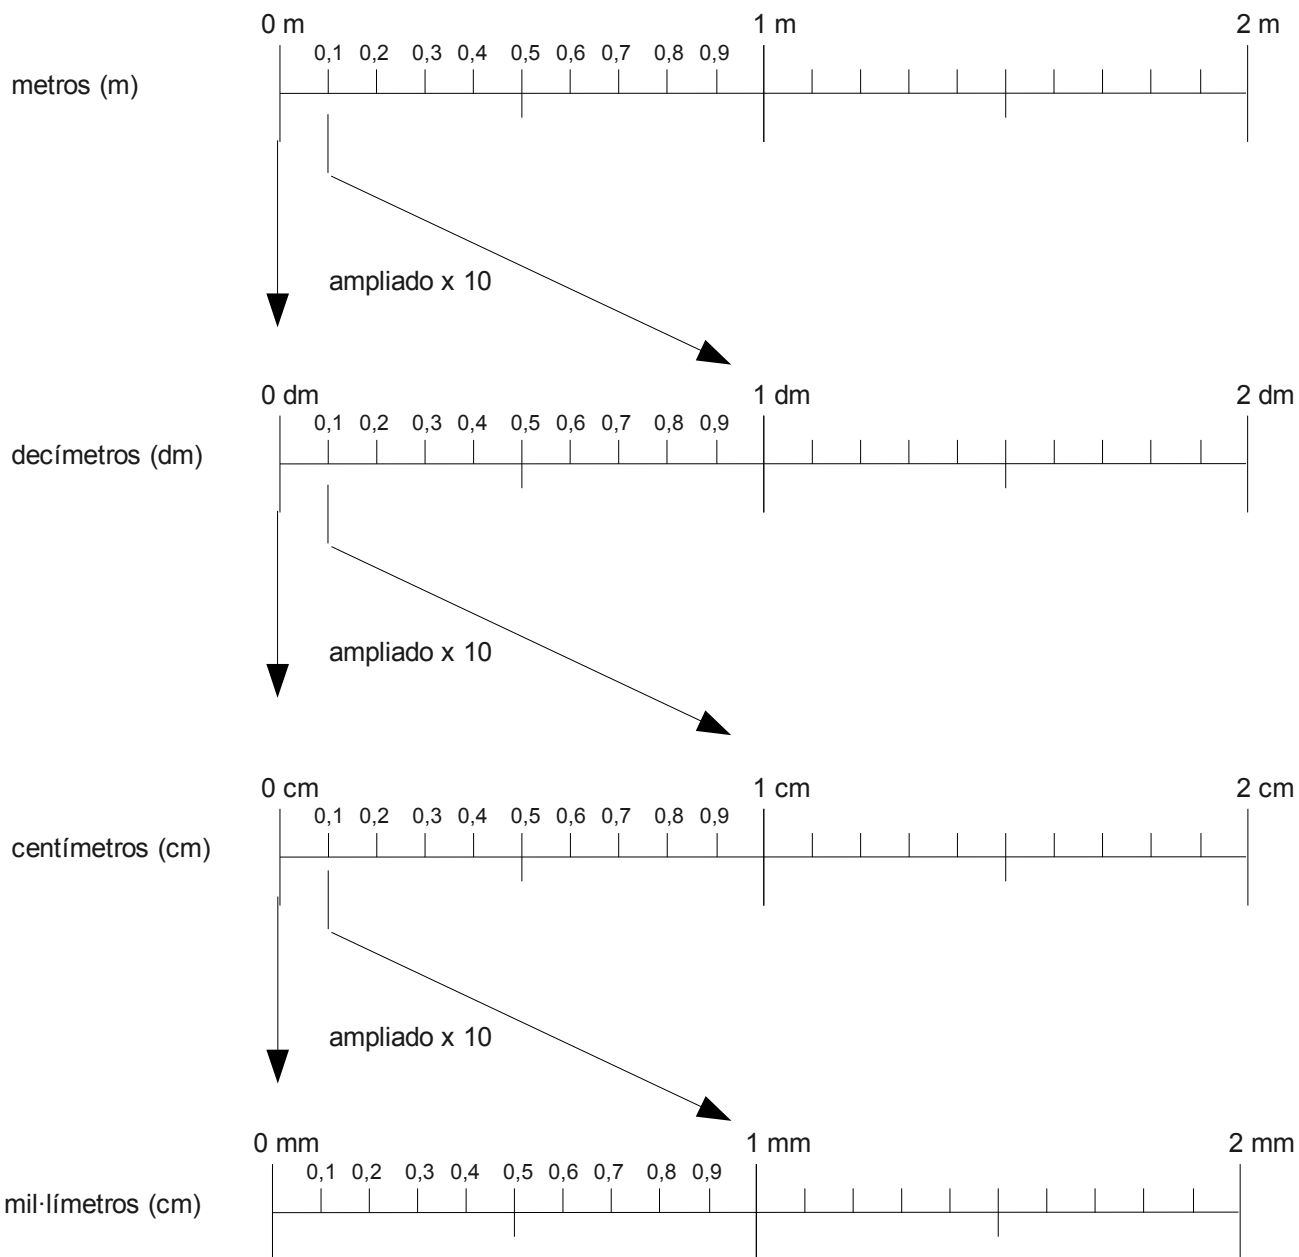 0 m 1 m 2 m
0,1 0,2 0,3 0,4 0,5 0,6 0,7 0,8 0,9
metros (m)
ampliado x 10
0 dm 1 dm 2 dm
0,1 0,2 0,3 0,4 0,5 0,6 0,7 0,8 0,9
decímetros (dm)
ampliado x 10
0 cm 1 cm 2 cm
0,1 0,2 0,3 0,4 0,5 0,6 0,7 0,8 0,9
centímetros (cm)
ampliado x 10
0 mm 1 mm 2 mm
0,1 0,2 0,3 0,4 0,5 0,6 0,7 0,8 0,9
mil·límetros (cm)